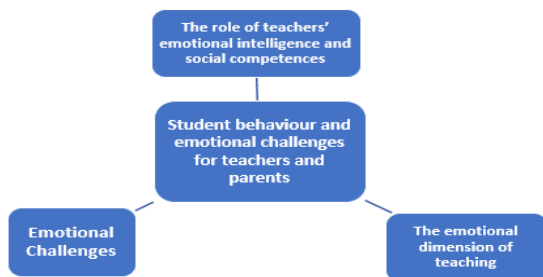 The role of teachers'
emotional intelligence and
social competences
Student behaviour and
emotional challenges
for teachers and
parents
Emotional
Challenges
The emotional
dimension of
teaching